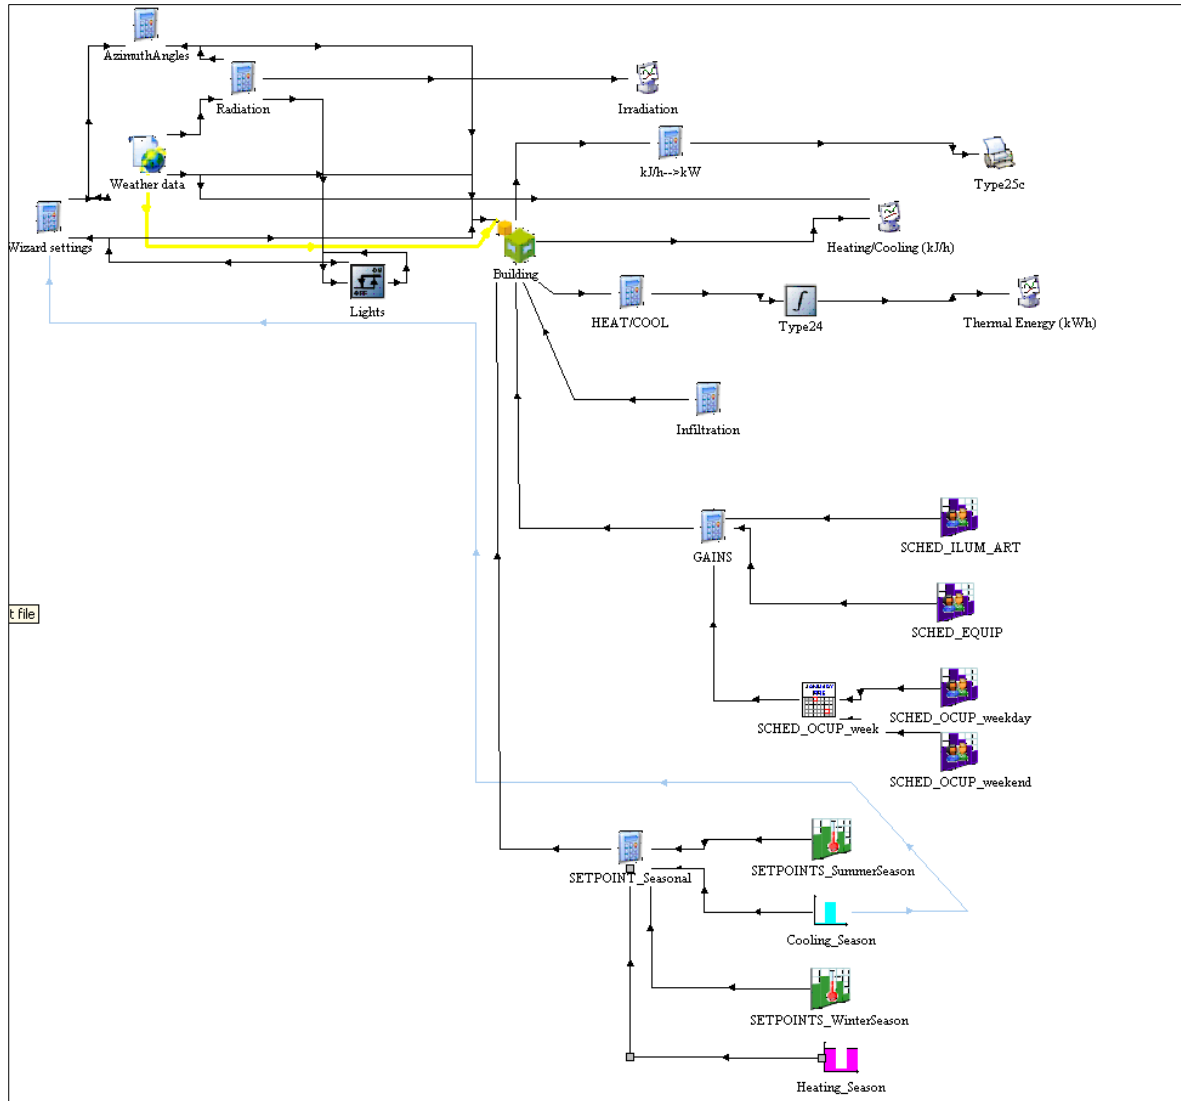 AzimuthAngles
Radiation
Irradiation
kJ/h-->kW
Type25c
Weather data
Wizard settings
Heating/Cooling (kJ/h)
Building
Lights
HEAT/COOL
Type24
Thermal Energy (kWh)
Infiltration
SCHED_ILUM_ART
GAINS
t file
SCHED_EQUIP
SCHED_OCUP_weekday
SCHED_OCUP_week
SCHED_OCUP_weekend
SETPOINTS_SummerSeason
SETPOINT_Seasonal
Cooling_Season
SETPOINTS_WinterSeason
Heating_Season